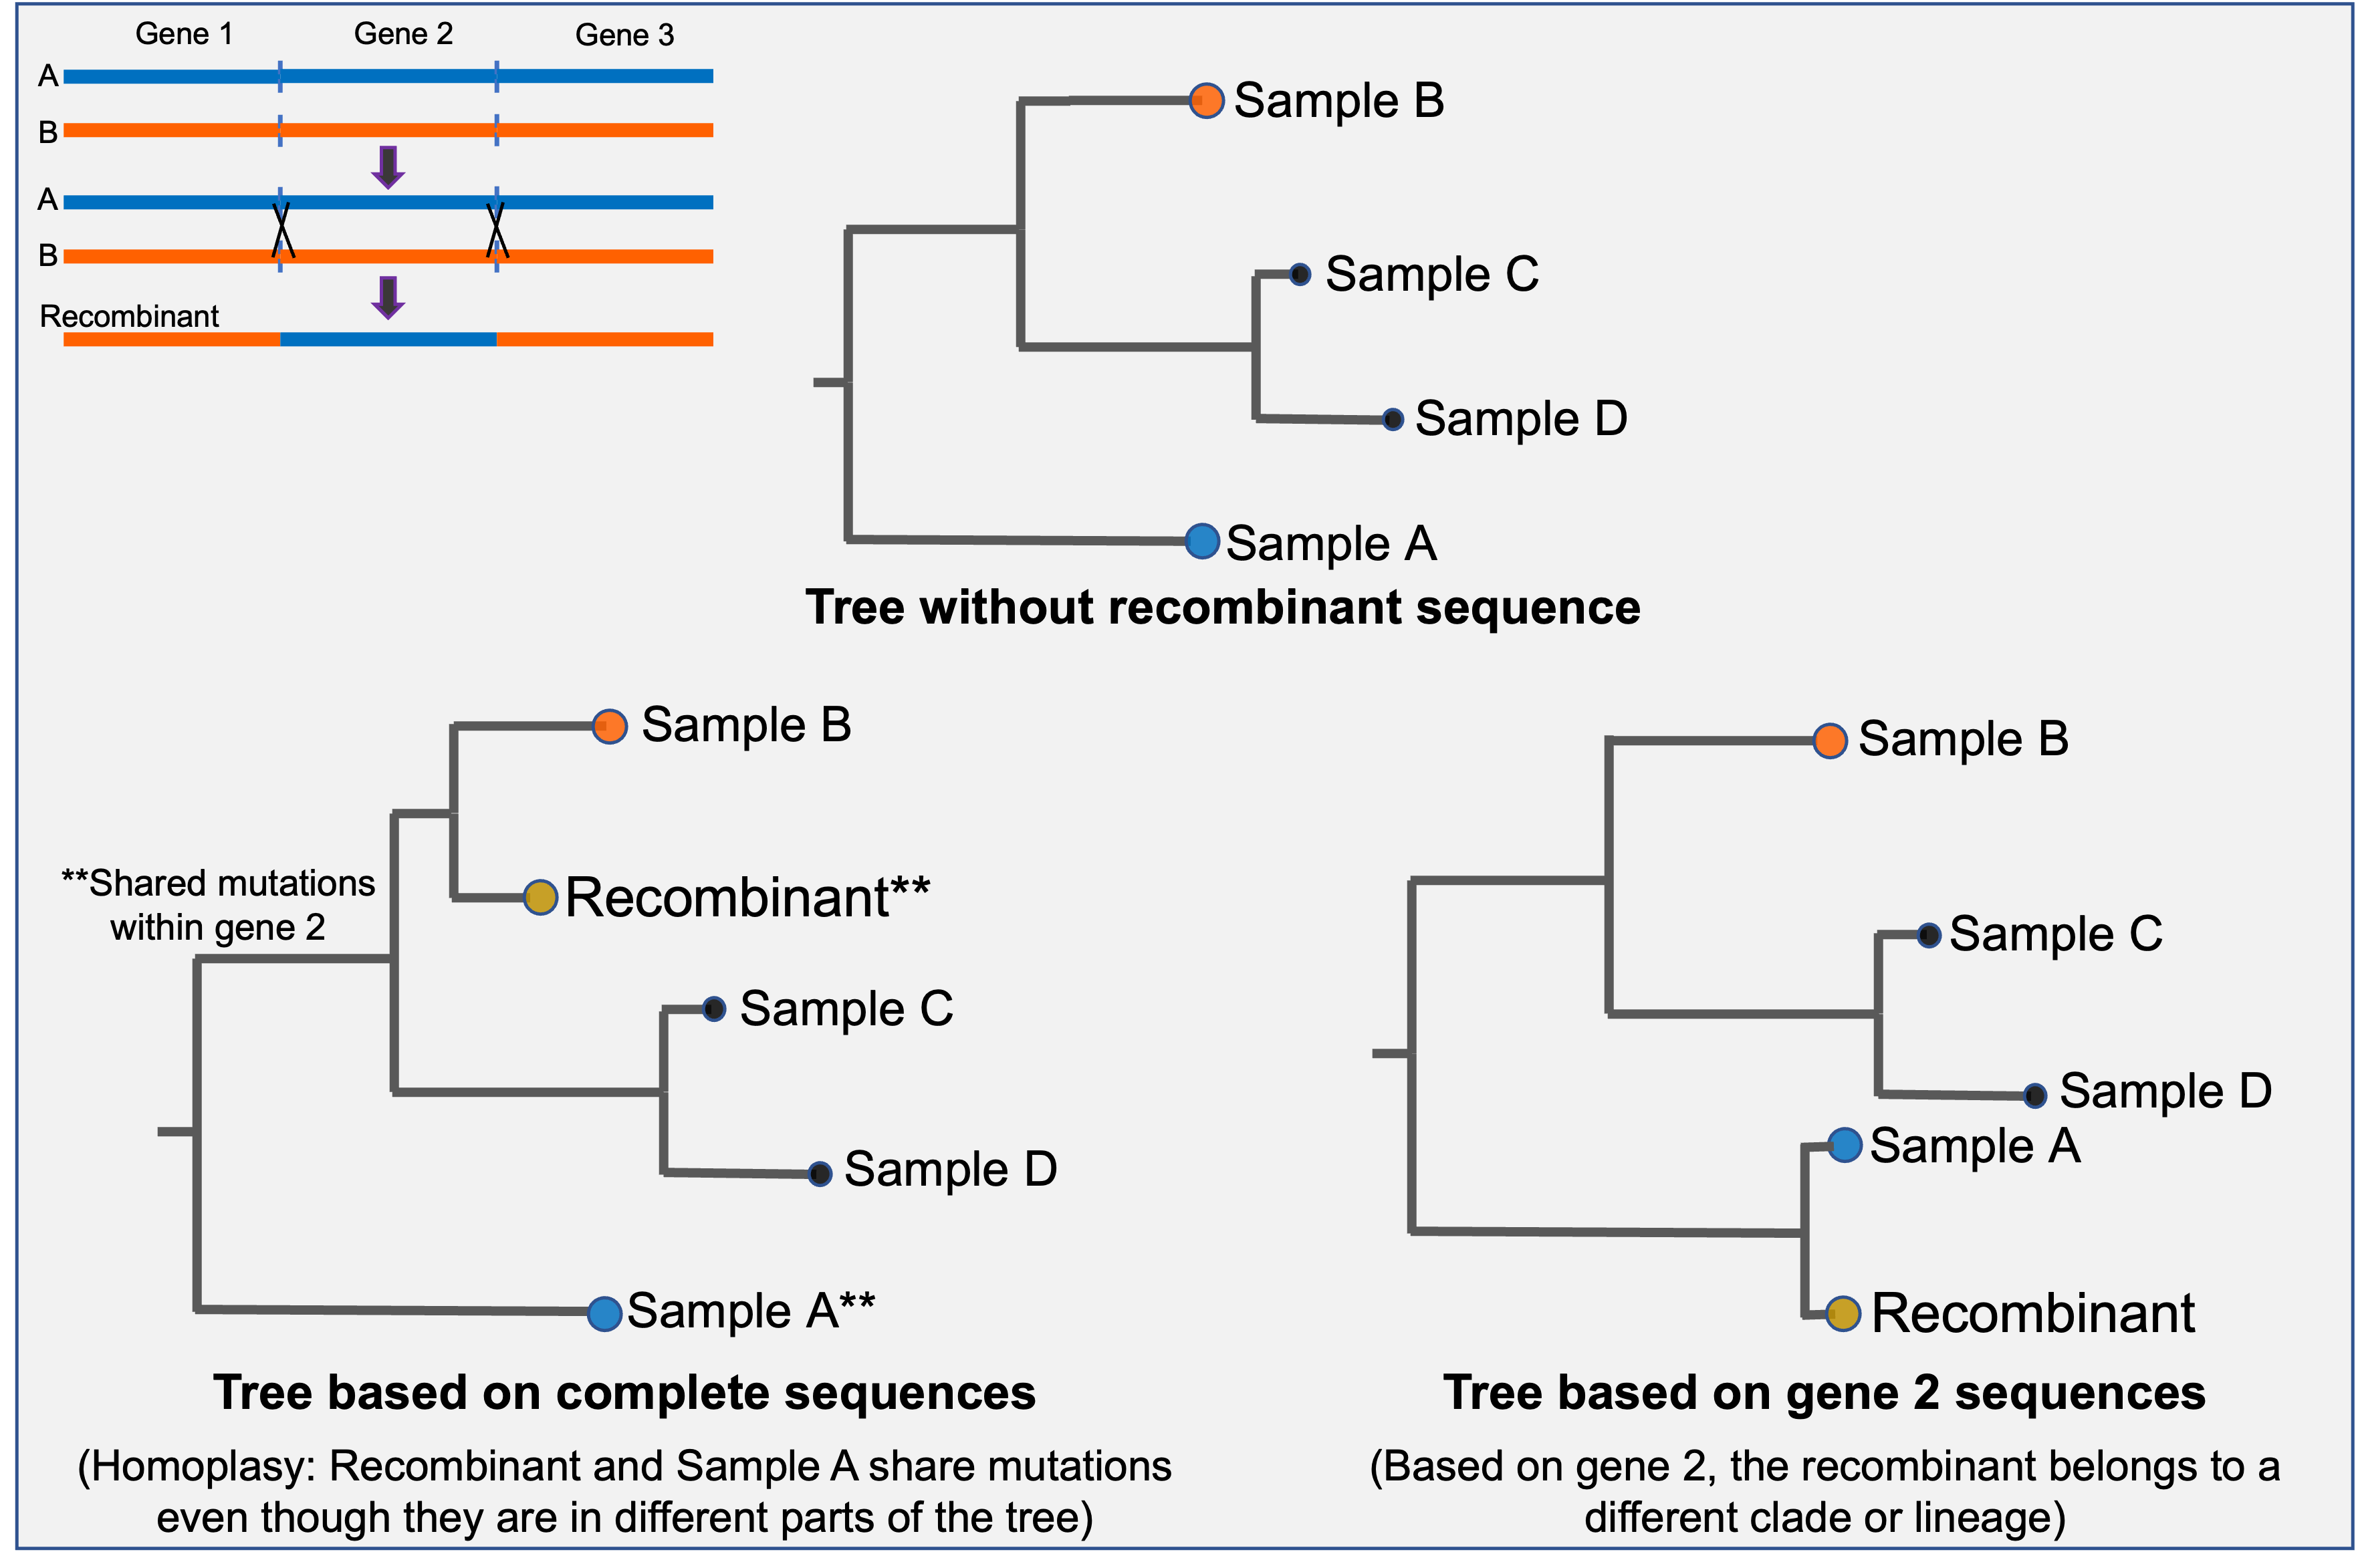 Gene 1 Gene 2 Gene 3
A
B
A
B
Recombinant
Sample B
Sample C
Sample D
Sample A
Tree without recombinant sequence
Sample B
Recombinant**
**Shared mutations
within gene 2
Sample C
Sample D
Sample A**
Tree based on complete sequences
(Homoplasy: Recombinant and Sample A share mutations
even though they are in different parts of the tree)
Sample B
Sample C
Sample D
Sample A
Recombinant
Tree based on gene 2 sequences
(Based on gene 2, the recombinant belongs to a
different clade or lineage)